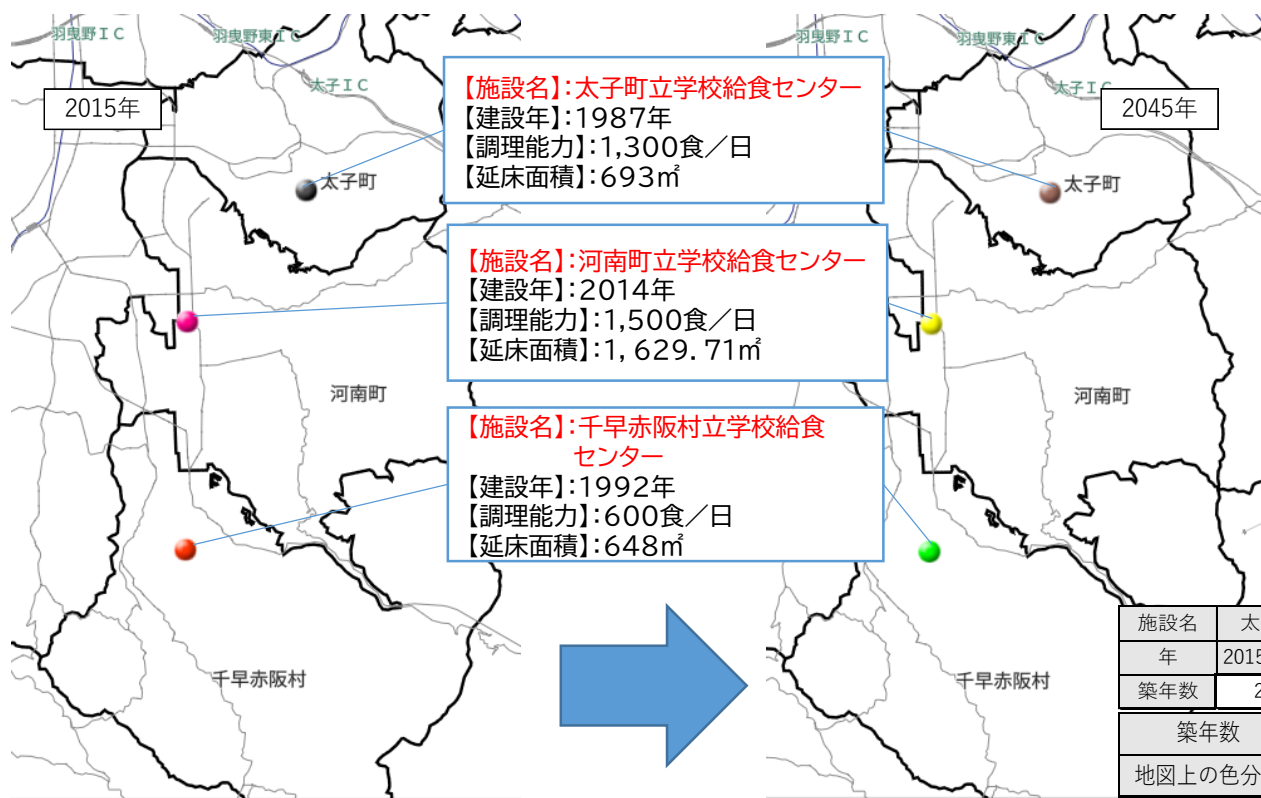 羽曳野IC
羽曳野東IC
太子IC
2015年
太子町
河南町
千早赤阪村
【施設名】:太子町立学校給食センター
【建設年】:1987年
【調理能力】:1,300食／日
【延床面積】:693㎡
【施設名】:河南町立学校給食センター
【建設年】:2014年
【調理能力】:1,500食／日
【延床面積】:1,629.71㎡
【施設名】:千早赤阪村立学校給食
センター
【建設年】:1992年
【調理能力】:600食／日
【延床面積】:648㎡
羽曳野IC
羽曳野東IC
太子IC
2045年
太子町
河南町
千早赤阪村
施設名 太
年 2015
築年数 2
築年数
地図上の色分